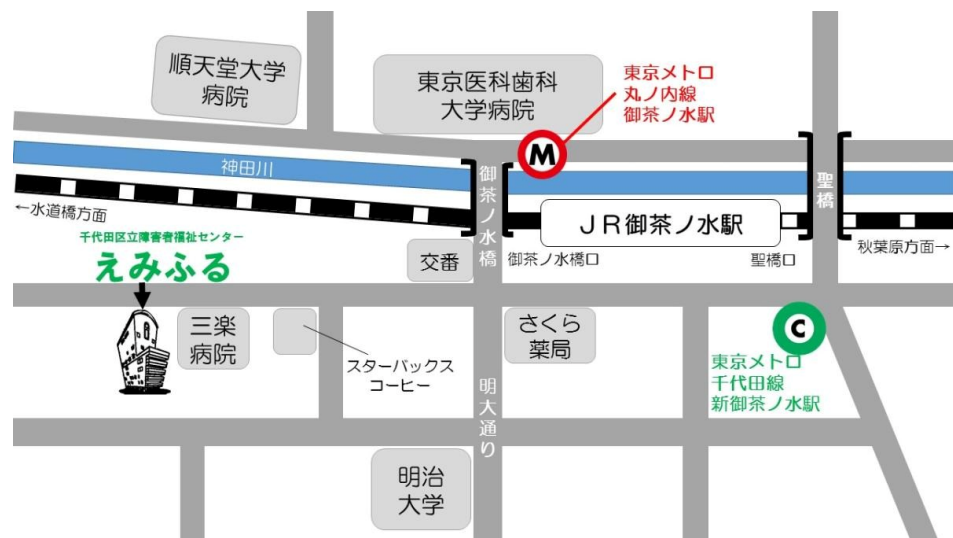 順天堂大学
病院
東京医科歯科
大学病院
東京メトロ
丸ノ内線
御茶ノ水駅
M
神田川
御茶ノ水橋
聖橋
←水道橋方面
JR御茶ノ水駅
千代田区立障害者福祉センター
えみふる
交番
御茶ノ水橋口
聖橋口
秋葉原方面→
三楽
病院
スターバックス
コーヒー
さくら
薬局
C
東京メトロ
千代田線
新御茶ノ水駅
明大通り
明治
大学